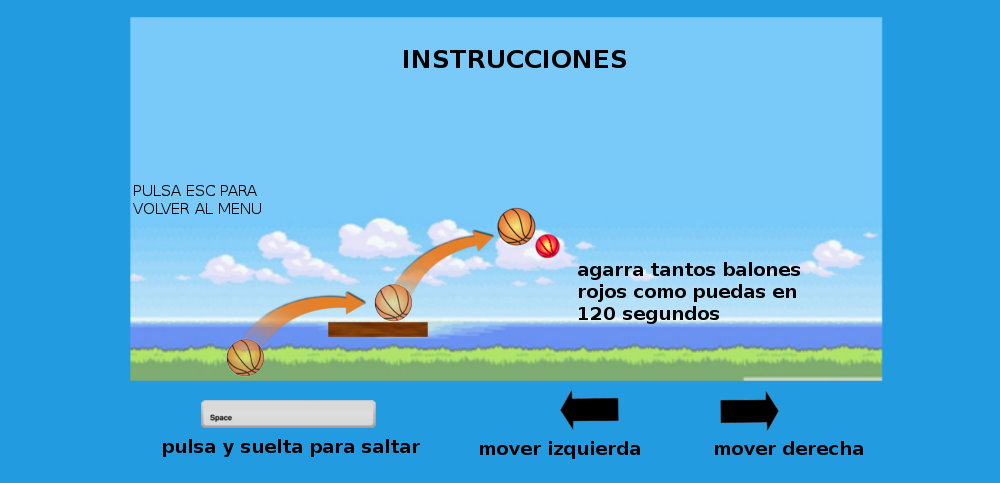 INSTRUCCIONES
PULSA ESC PARA
VOLVER AL MENU
agarra tantos balones
rojos como puedas en
120 segundos
Space
pulsa y suelta para saltar
mover izquierda
mover derecha